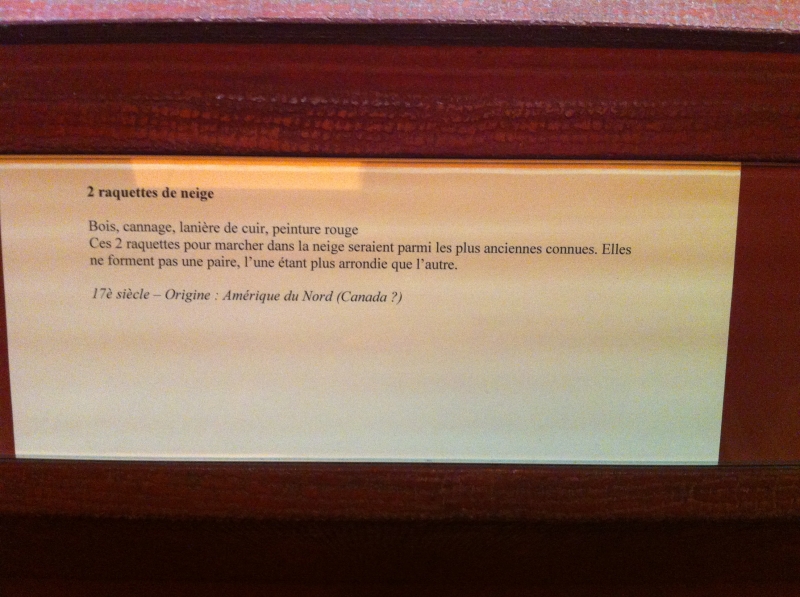 2 raquettes de neige
Bois, cannage, lanière de cuir, peinture rouge
Ces 2 raquettes pour marcher dans la neige seraient parmi les plus anciennes connues. Elles
ne forment pas une paire, l'une étant plus arrondie que l'autre.
17è siècle – Origine : Amérique du Nord (Canada ?)